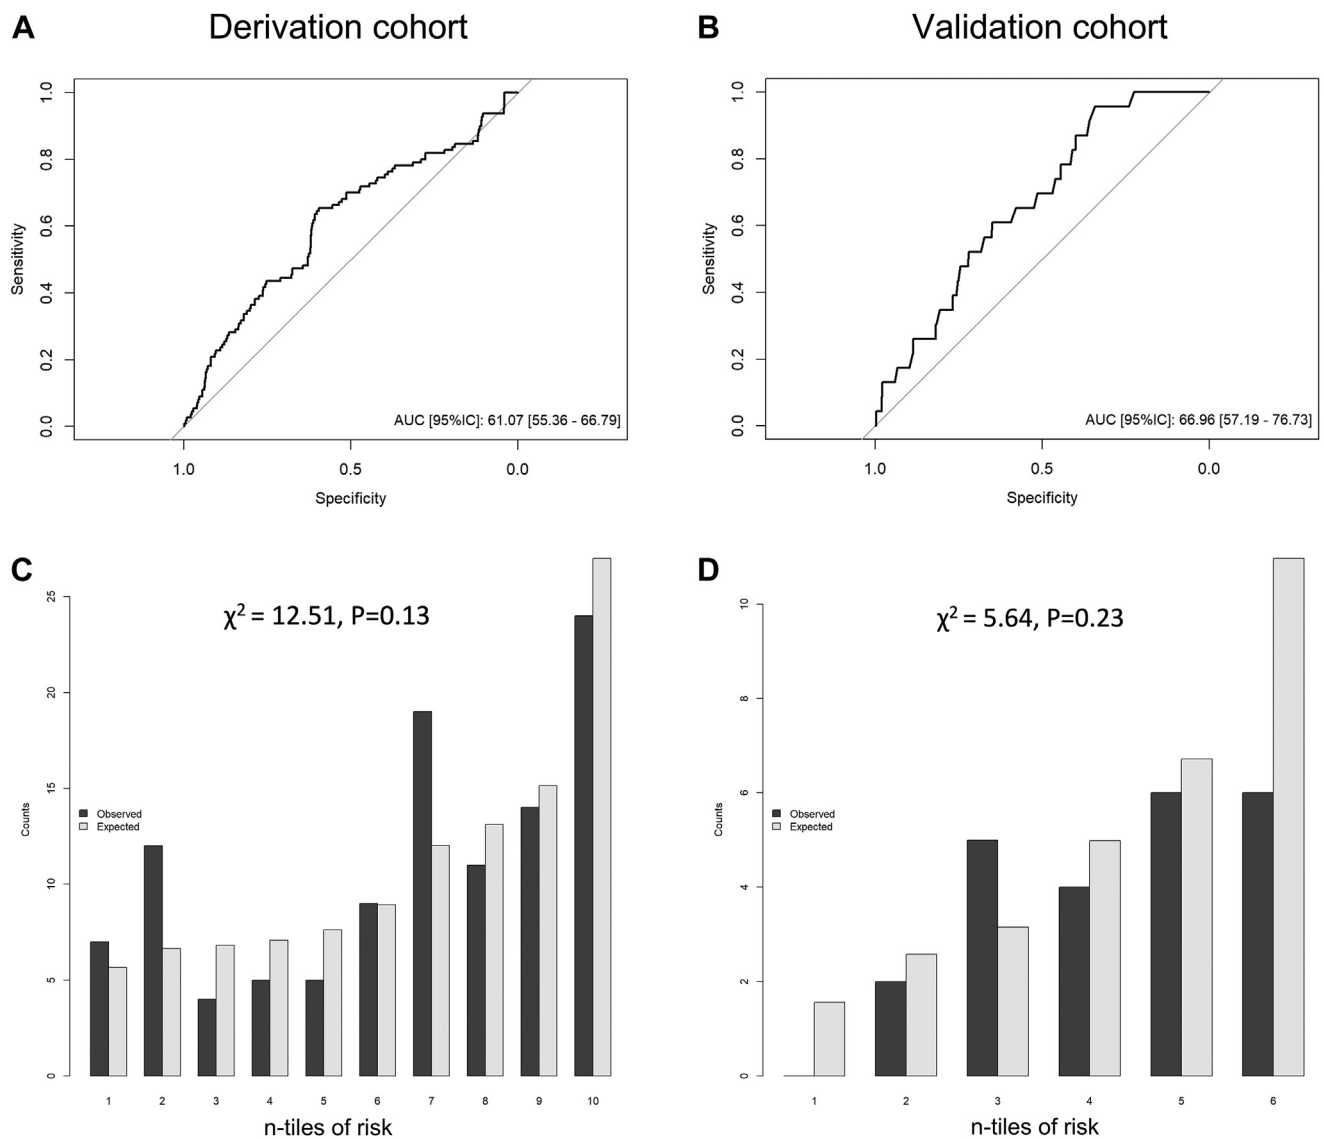 A Derivation cohort
1.0
0.8
0.6
0.4
0.2
0.0
Sensitivity
AUC [95%IC]: 61.07 [55.36 - 66.79]
1.0 0.5 0.0
Specificity
B Validation cohort
1.0
0.8
0.6
0.4
0.2
0.0
Sensitivity
AUC [95%IC]: 66.96 [57.19 - 76.73]
1.0 0.5 0.0
Specificity
C
χ² = 12.51, P=0.13
25
20
15
10
5
0
Counts
Observed
Expected
1 2 3 4 5 6 7 8 9 10
n-tiles of risk
D
χ² = 5.64, P=0.23
10
8
6
4
2
0
Counts
Observed
Expected
1 2 3 4 5 6
n-tiles of risk